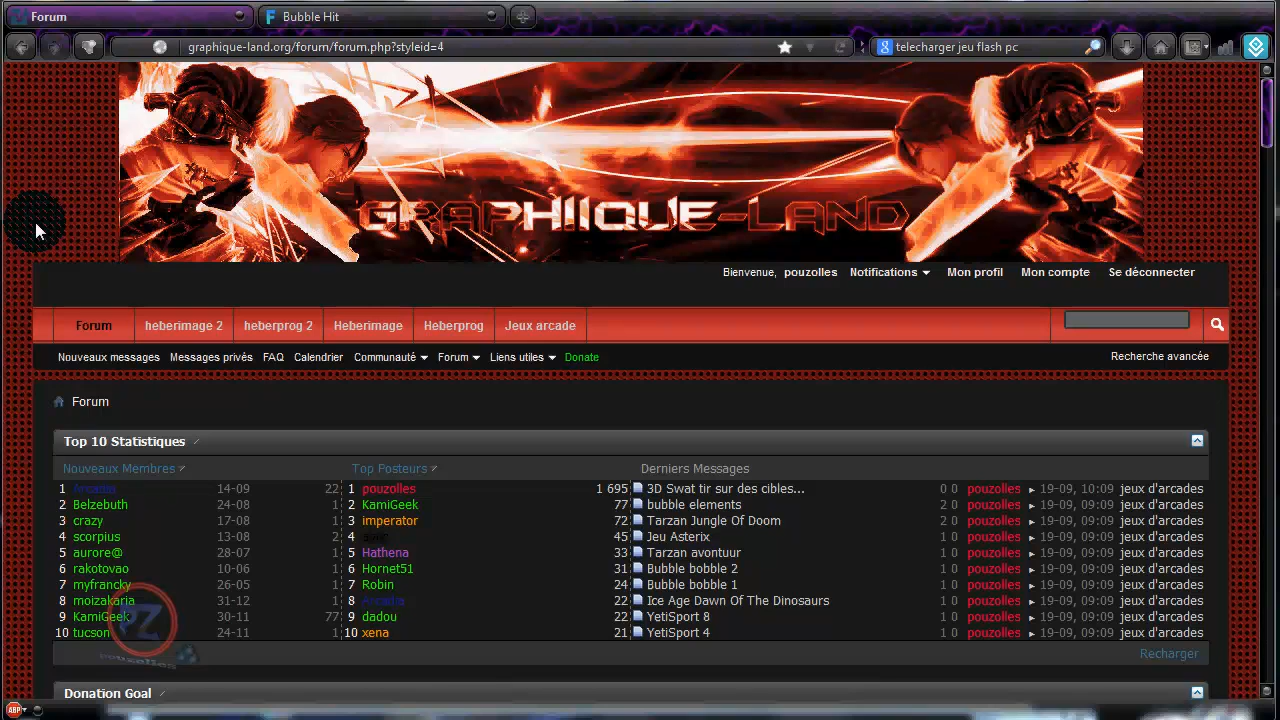 Forum
Bubble Hit
graphique-land.org/forum/forum.php?styleid=4
telecharger jeu flash pc
GRAPHIIQUE-LAND
Bienvenue, pouzolles Notifications Mon profil Mon compte Se déconnecter
Forum heberimage 2 heberprog 2 Heberimage Heberprog Jeux arcade
Nouveaux messages Messages privés FAQ Calendrier Communauté Forum Liens utiles Donate Recherche avancée
Forum
Top 10 Statistiques
Nouveaux Membres Top Posteurs Derniers Messages
1 14-09 22 1 pouzolles 1 695 3D Swat tir sur des cibles... 0 0 pouzolles ► 19-09, 10:09 jeux d'arcades
2 Belzebuth 24-08 1 2 KamiGeek 77 bubble elements 2 0 pouzolles ► 19-09, 09:09 jeux d'arcades
3 crazy 17-08 1 3 imperator 72 Tarzan Jungle Of Doom 2 0 pouzolles ► 19-09, 09:09 jeux d'arcades
4 scorpius 13-08 2 4 45 Jeu Asterix 1 0 pouzolles ► 19-09, 09:09 jeux d'arcades
5 aurore@ 28-07 1 5 Hathena 33 Tarzan avontuur 1 0 pouzolles ► 19-09, 09:09 jeux d'arcades
6 rakotovao 10-06 1 6 Hornet51 31 Bubble bobble 2 1 0 pouzolles ► 19-09, 09:09 jeux d'arcades
7 myfrancky 26-05 1 7 Robin 24 Bubble bobble 1 1 0 pouzolles ► 19-09, 09:09 jeux d'arcades
8 moizakaria 31-12 1 8 22 Ice Age Dawn Of The Dinosaurs 1 0 pouzolles ► 19-09, 09:09 jeux d'arcades
9 KamiGeek 30-11 77 9 dadou 22 YetiSport 8 1 0 pouzolles ► 19-09, 09:09 jeux d'arcades
10 tucson 24-11 1 10 xena 21 YetiSport 4 1 0 pouzolles ► 19-09, 09:09 jeux d'arcades
PZ
pouzolles
Recharger
Donation Goal
ABP